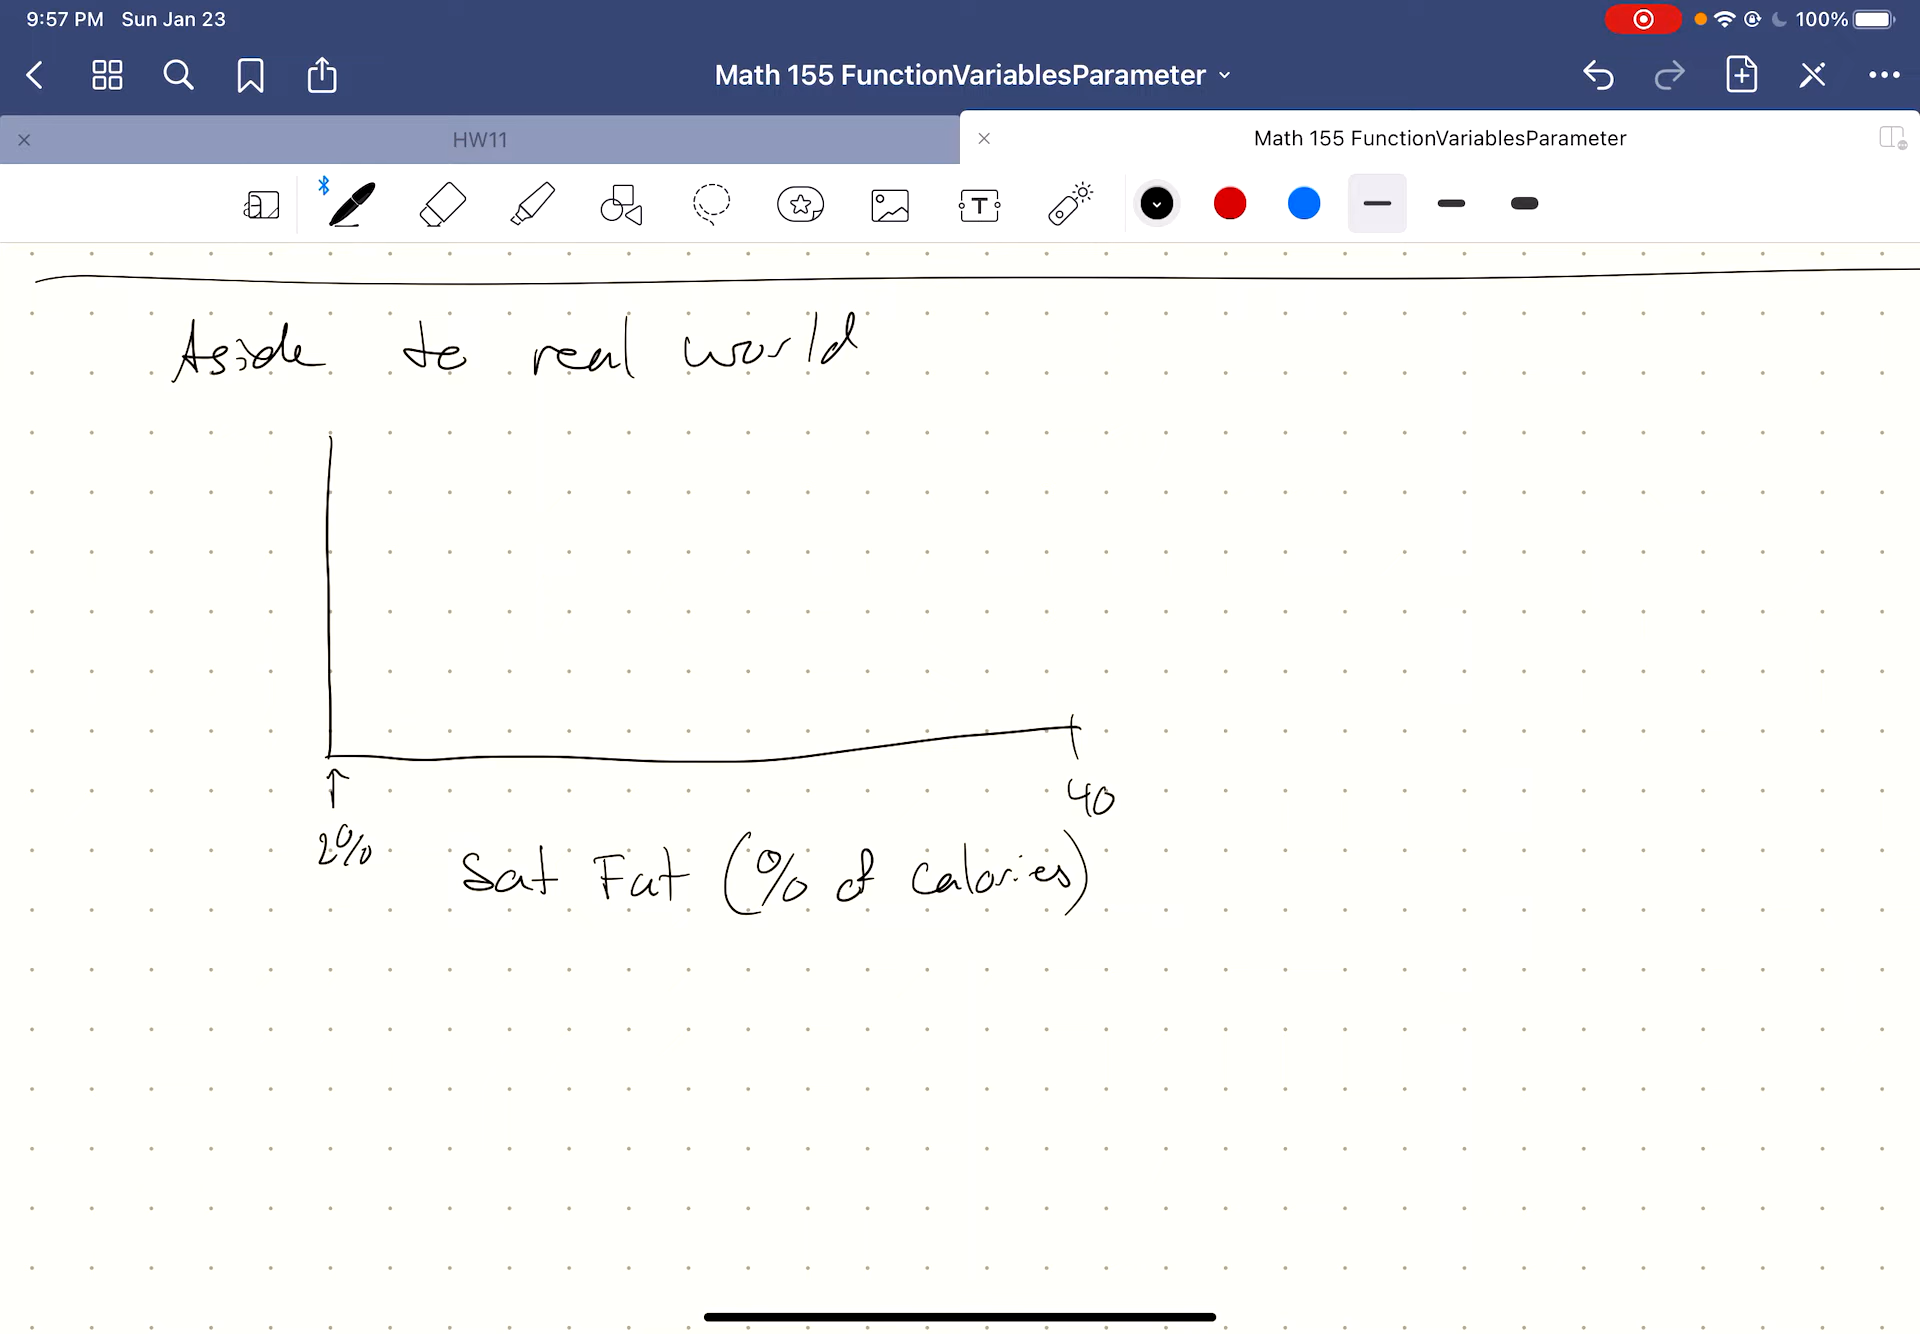 9:57 PM Sun Jan 23
100%
Math 155 FunctionVariablesParameter
HW11
Math 155 FunctionVariablesParameter
T
Aside to real world
40
2%
Sat Fat (% of calories)